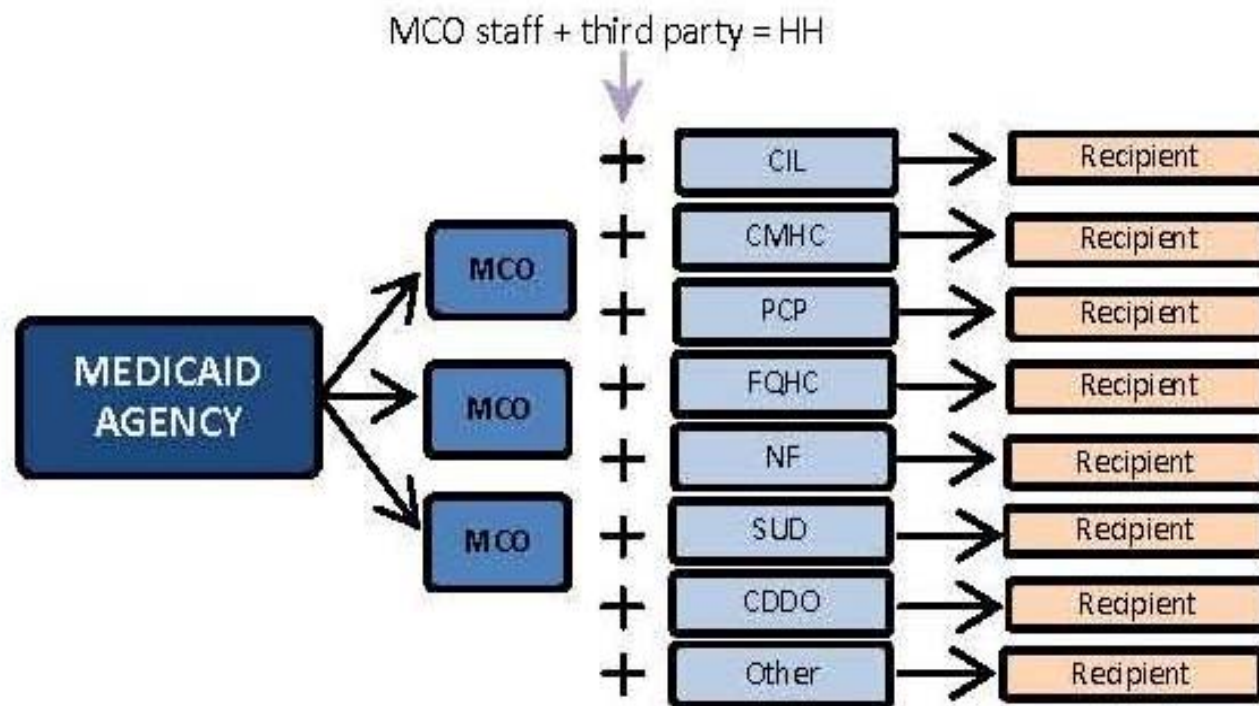 MCO staff + third party = HH
+ CIL Recipient
+ CMHC Recipient
MCO
+ PCP Recipient
MEDICAID
AGENCY
+ FQHC Recipient
MCO
+ NF Recipient
+ SUD Recipient
MCO
+ CDDO Recipient
+ Other Recipient